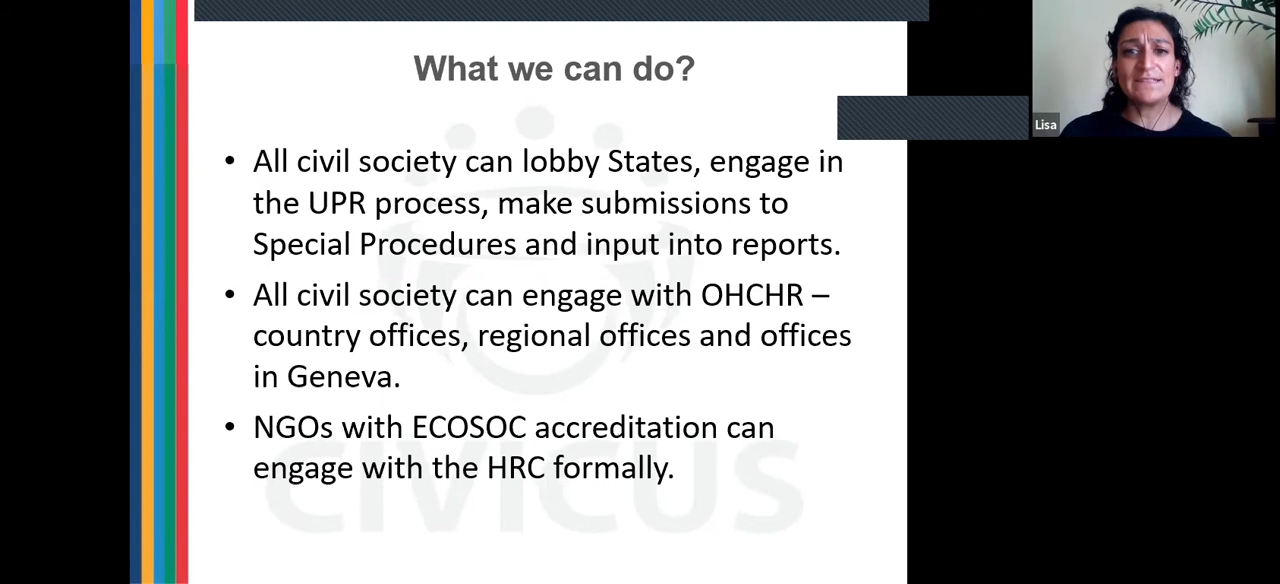 What we can do?
• All civil society can lobby States, engage in
the UPR process, make submissions to
Special Procedures and input into reports.
• All civil society can engage with OHCHR –
country offices, regional offices and offices
in Geneva.
• NGOs with ECOSOC accreditation can
engage with the HRC formally.
CIVICUS
Lisa